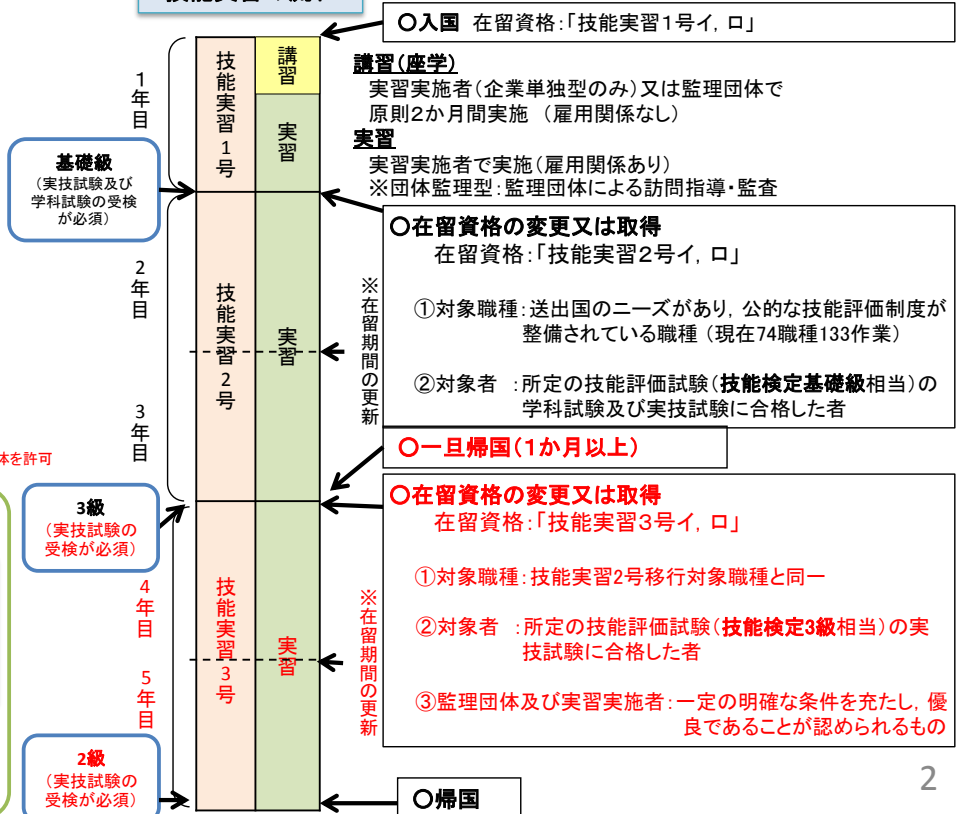 ○入国 在留資格：「技能実習1号イ，ロ」
1年目
技能実習1号
講習
実習
講習（座学）
実習実施者（企業単独型のみ）又は監理団体で
原則2か月間実施 （雇用関係なし）
実習
実習実施者で実施（雇用関係あり）
※団体監理型：監理団体による訪問指導・監査
基礎級
（実技試験及び
学科試験の受検
が必須）
○在留資格の変更又は取得
在留資格：「技能実習2号イ，ロ」
①対象職種：送出国のニーズがあり，公的な技能評価制度が
整備されている職種 （現在74職種133作業）
②対象者 ：所定の技能評価試験（技能検定基礎級相当）の
学科試験及び実技試験に合格した者
2年目
技能実習2号
実習
※在留期間の更新
3年目
体を許可
○一旦帰国（1か月以上）
3級
（実技試験の
受検が必須）
○在留資格の変更又は取得
在留資格：「技能実習3号イ，ロ」
①対象職種：技能実習2号移行対象職種と同一
②対象者 ：所定の技能評価試験（技能検定3級相当）の実
技試験に合格した者
③監理団体及び実習実施者：一定の明確な条件を充たし，優
良であることが認められるもの
4年目
技能実習3号
実習
※在留期間の更新
5年目
2級
（実技試験の
受検が必須）
○帰国
2